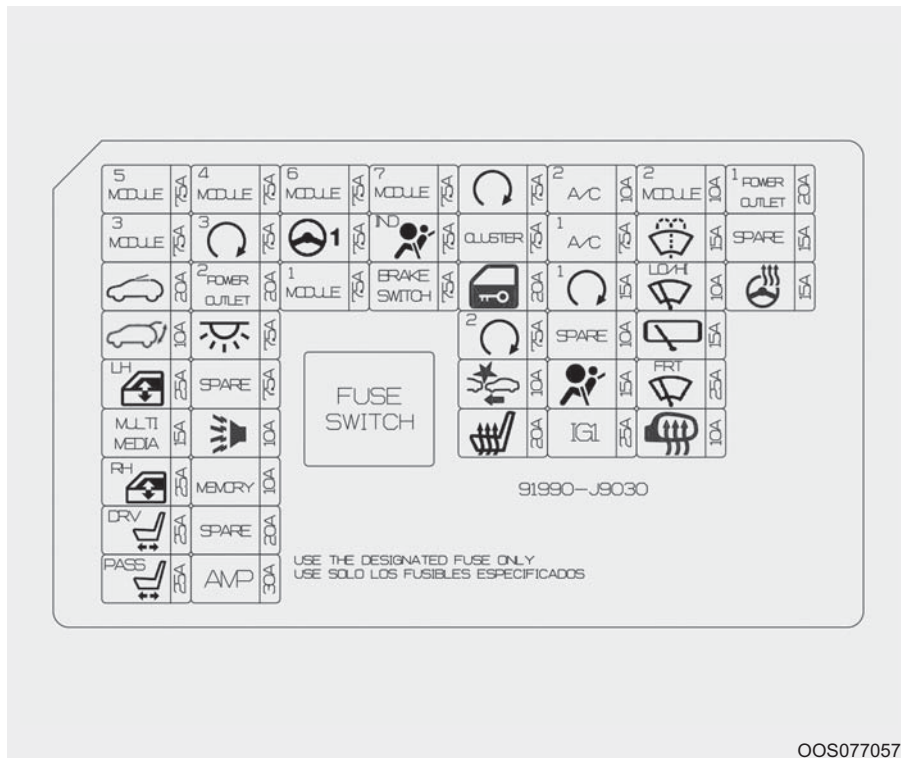 5 MODULE 7.5A 4 MODULE 7.5A 6 MODULE 7.5A 7 MODULE 7.5A 7.5A 2 A/C 10A 2 MODULE 10A 1 POWER OUTLET 20A
3 MODULE 7.5A 3 7.5A 1 7.5A IND 7.5A CLUSTER 7.5A 1 A/C 7.5A 15A SPARE 15A
20A 2 POWER OUTLET 20A 1 MODULE 7.5A BRAKE SWITCH 7.5A 20A 1 15A LO/HI 10A 15A
10A 7.5A 2 7.5A SPARE 10A 15A
LH 25A SPARE 7.5A 10A 15A FRT 25A
FUSE
SWITCH
MULTI MEDIA 15A 10A 20A IG1 25A 10A
RH 25A MEMORY 10A
91990-J9030
DRV 25A SPARE 20A
PASS 25A AMP 30A
USE THE DESIGNATED FUSE ONLY
USE SOLO LOS FUSIBLES ESPECIFICADOS
OOS077057